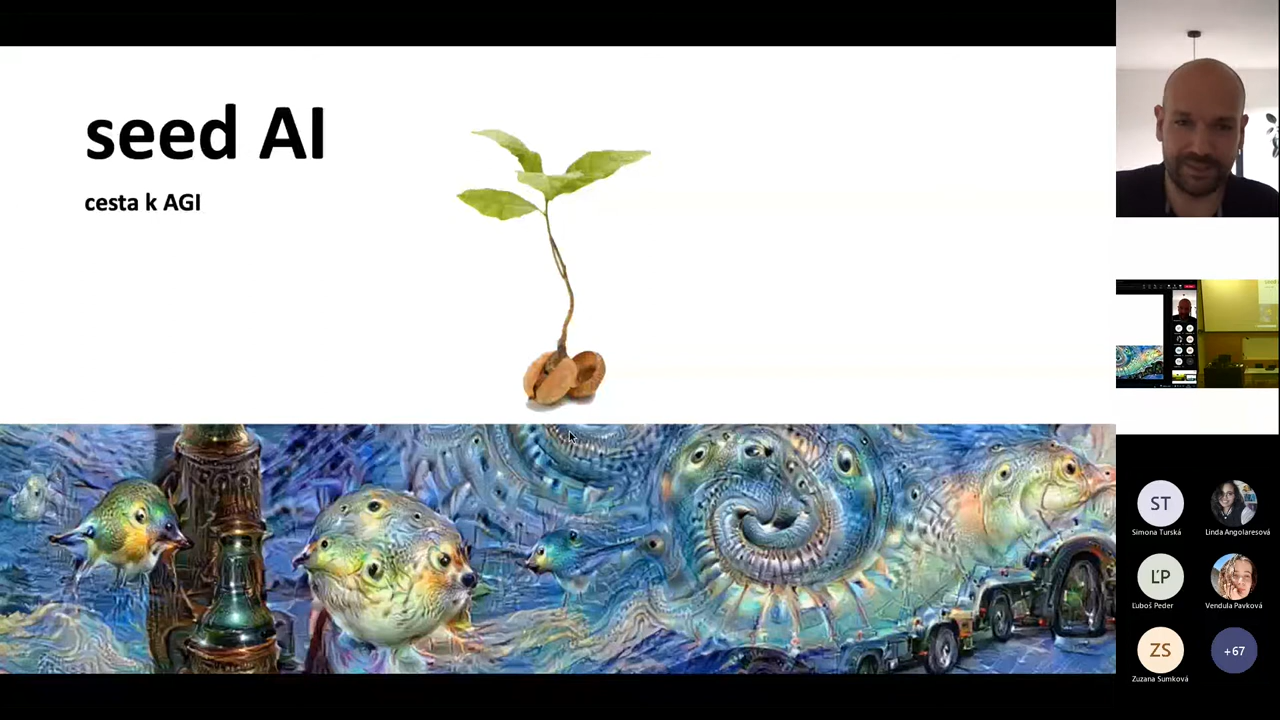 seed AI
cesta k AGI
ST
Simona Turská
Linda Angolaresová
ĽP
Ľuboš Peder
Vendula Pavková
ZS
Zuzana Sumková
+67